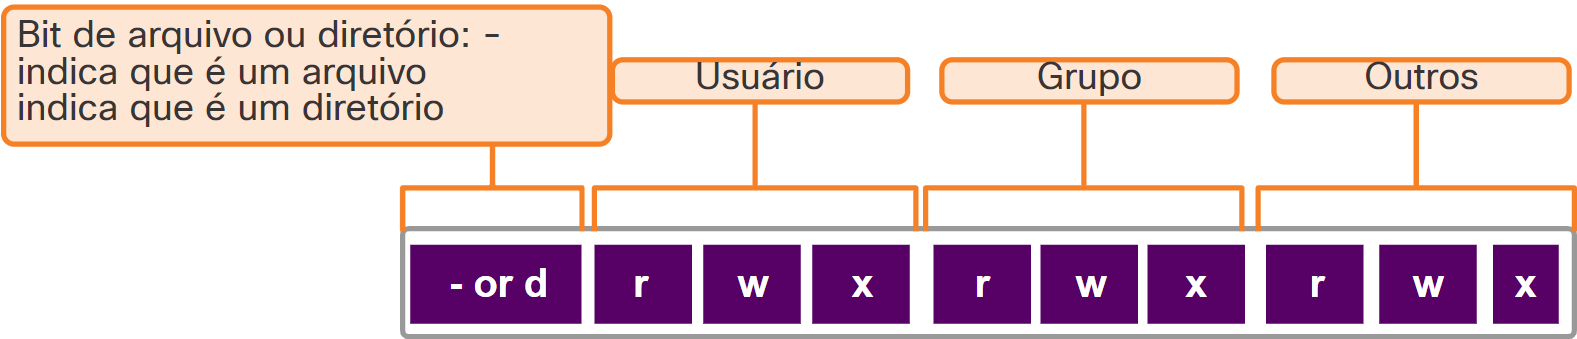 Bit de arquivo ou diretório: -
indica que é um arquivo
indica que é um diretório
Usuário
Grupo
Outros
- or d r w x r w x r w x